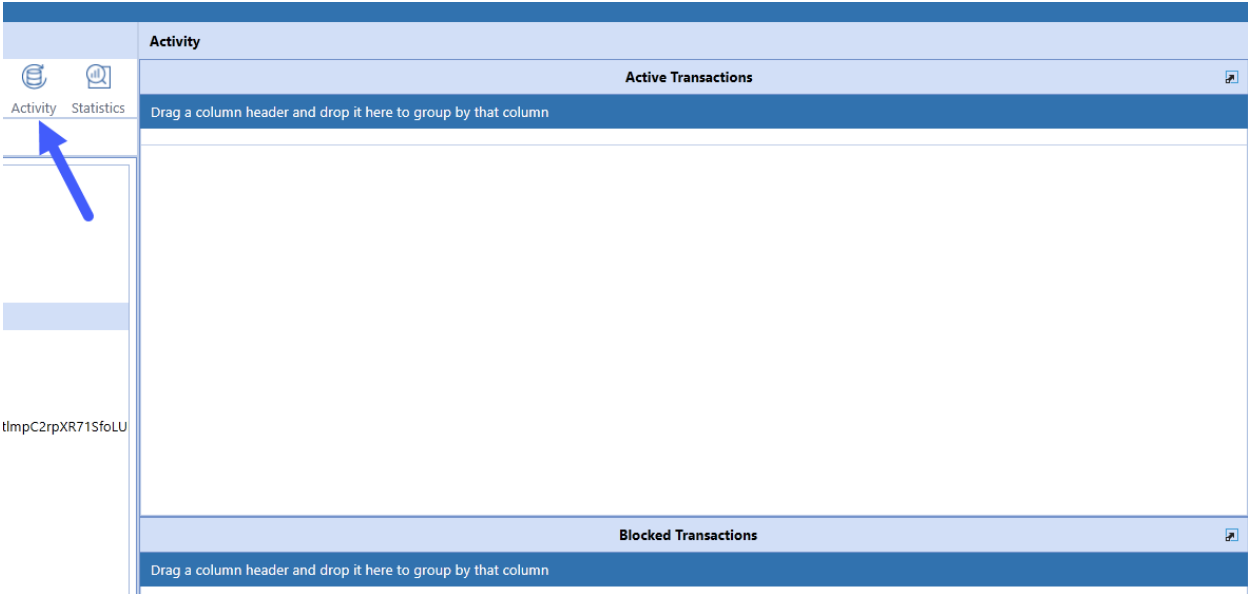 Activity
Activity Statistics
Active Transactions
Drag a column header and drop it here to group by that column
tlmpC2rpXR71SfoLU
Blocked Transactions
Drag a column header and drop it here to group by that column